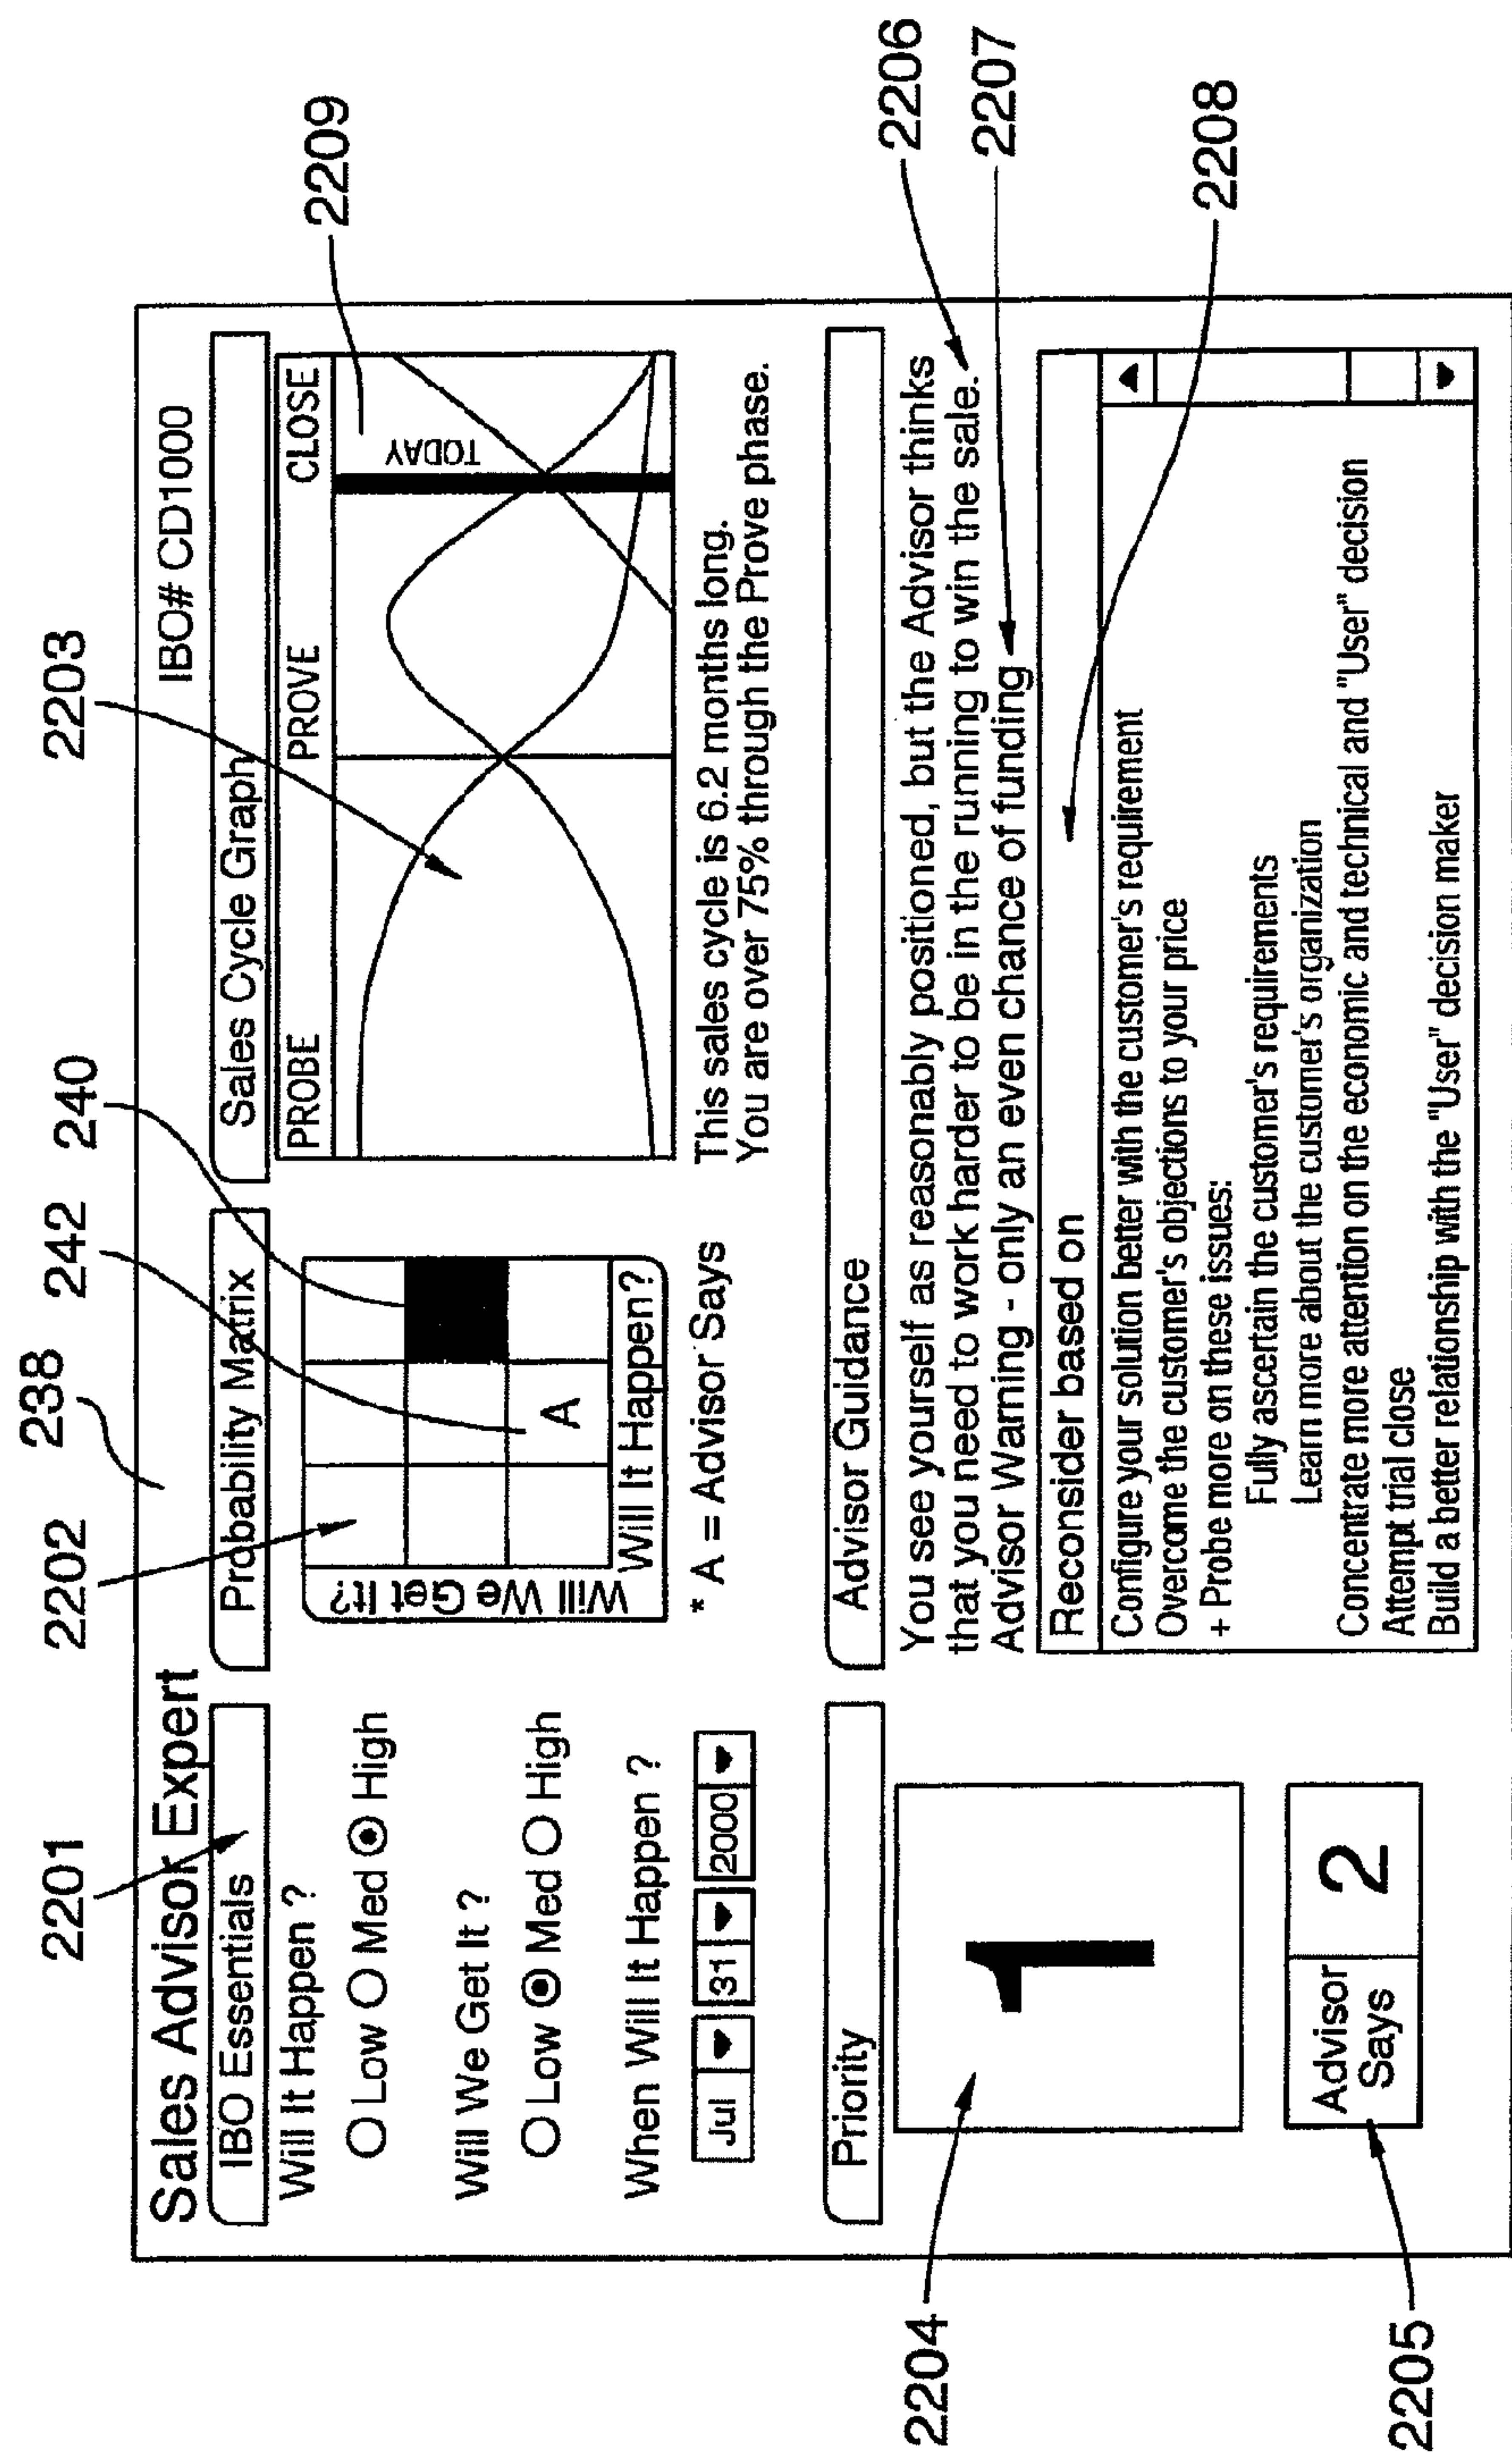 2201
2202
238
242
240
2203
Sales Advisor Expert
IBO# CD1000
IBO Essentials
Will It Happen ?
Low Med High
Will We Get It ?
Low Med High
When Will It Happen ?
Jul 31 2000
Probability Matrix
Will We Get It?
A
Will It Happen?
* A = Advisor Says
Sales Cycle Graph
PROBE PROVE CLOSE
TODAY
2209
This sales cycle is 6.2 months long.
You are over 75% through the Prove phase.
Priority
1
2204
Advisor
Says
2
2205
Advisor Guidance
You see yourself as reasonably positioned, but the Advisor thinks
that you need to work harder to be in the running to win the sale.
Advisor Warning - only an even chance of funding
2206
2207
Reconsider based on
2208
Configure your solution better with the customer's requirement
Overcome the customer's objections to your price
+ Probe more on these issues:
Fully ascertain the customer's requirements
Learn more about the customer's organization
Concentrate more attention on the economic and technical and "User" decision
Attempt trial close
Build a better relationship with the "User" decision maker